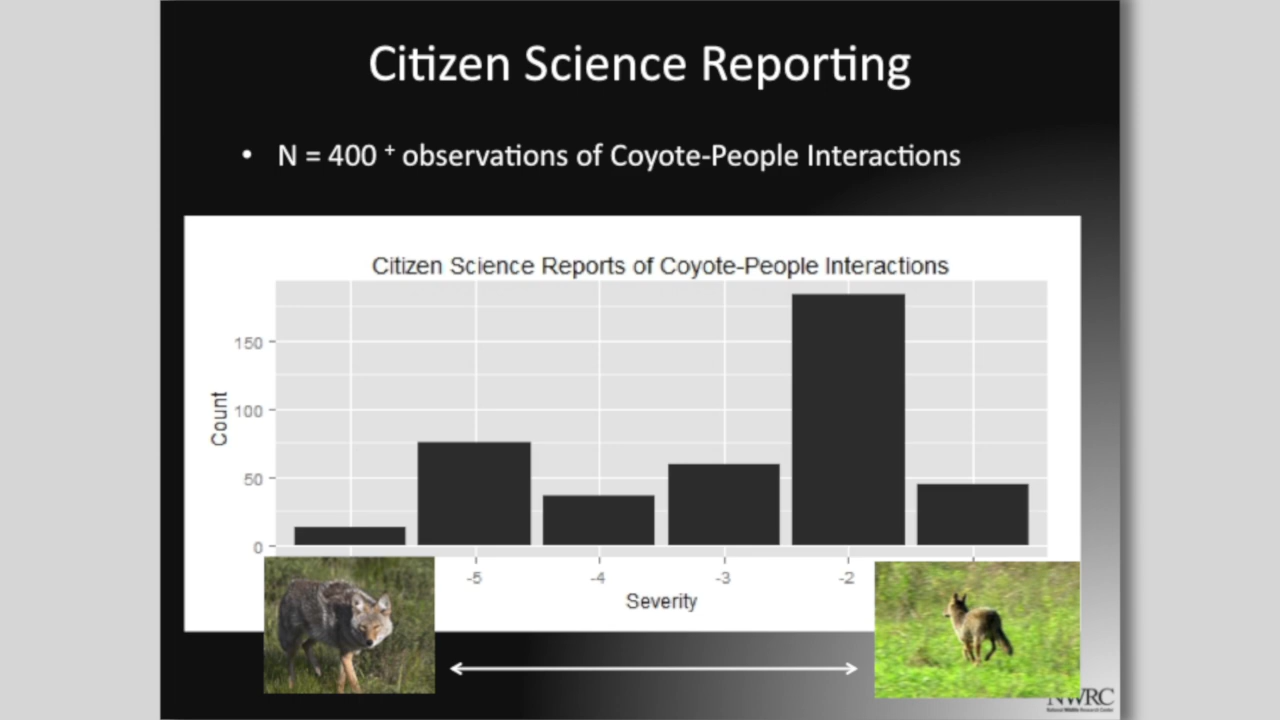 Citizen Science Reporting
• N = 400 + observations of Coyote-People Interactions
Citizen Science Reports of Coyote-People Interactions
150
100
50
0
Count
-5 -4 -3 -2
Severity
NWRC